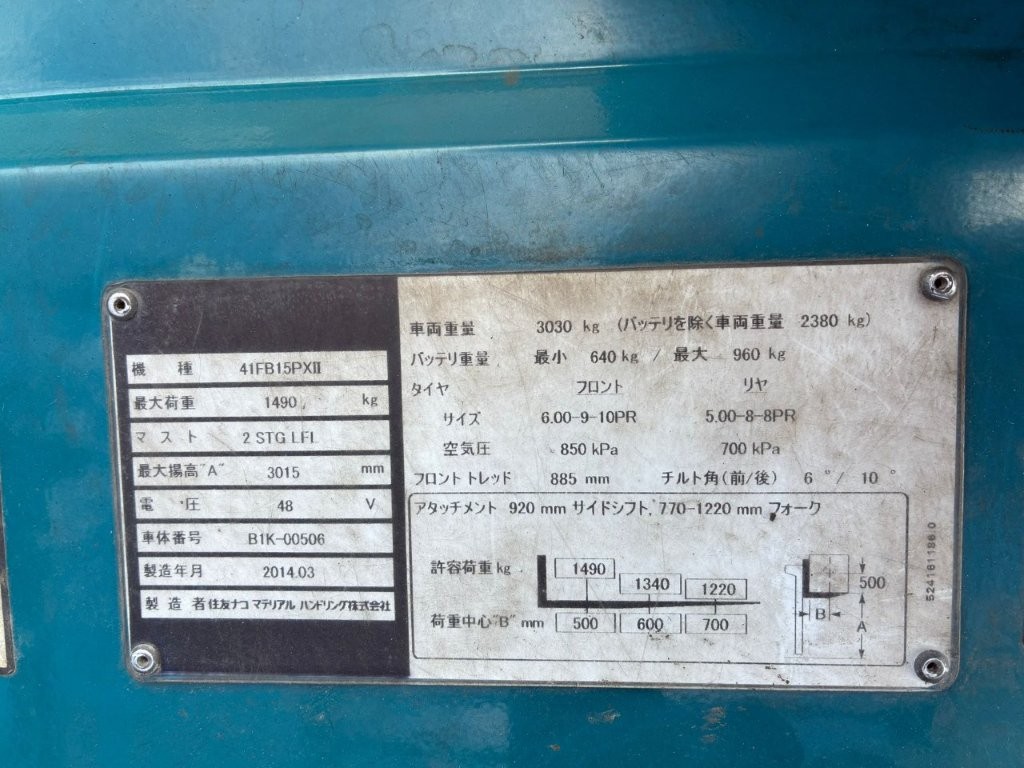 機種 41FB15PXⅡ
最大荷重 1490 kg
マスト 2 STG LFL
最大揚高"A" 3015 mm
電圧 48 V
車体番号 B1K-00506
製造年月 2014.03
製造者 住友ナコ マテリアル ハンドリング株式会社
車両重量 3030 kg (バッテリを除く車両重量 2380 kg)
バッテリ重量 最小 640 kg / 最大 960 kg
タイヤ フロント リヤ
サイズ 6.00-9-10PR 5.00-8-8PR
空気圧 850 kPa 700 kPa
フロントトレッド 885 mm チルト角(前/後) 6°/ 10°
アタッチメント 920 mm サイドシフト, 770-1220 mm フォーク
許容荷重 kg 1490 1340 1220
荷重中心"B" mm 500 600 700
500
B
A
524161186.0